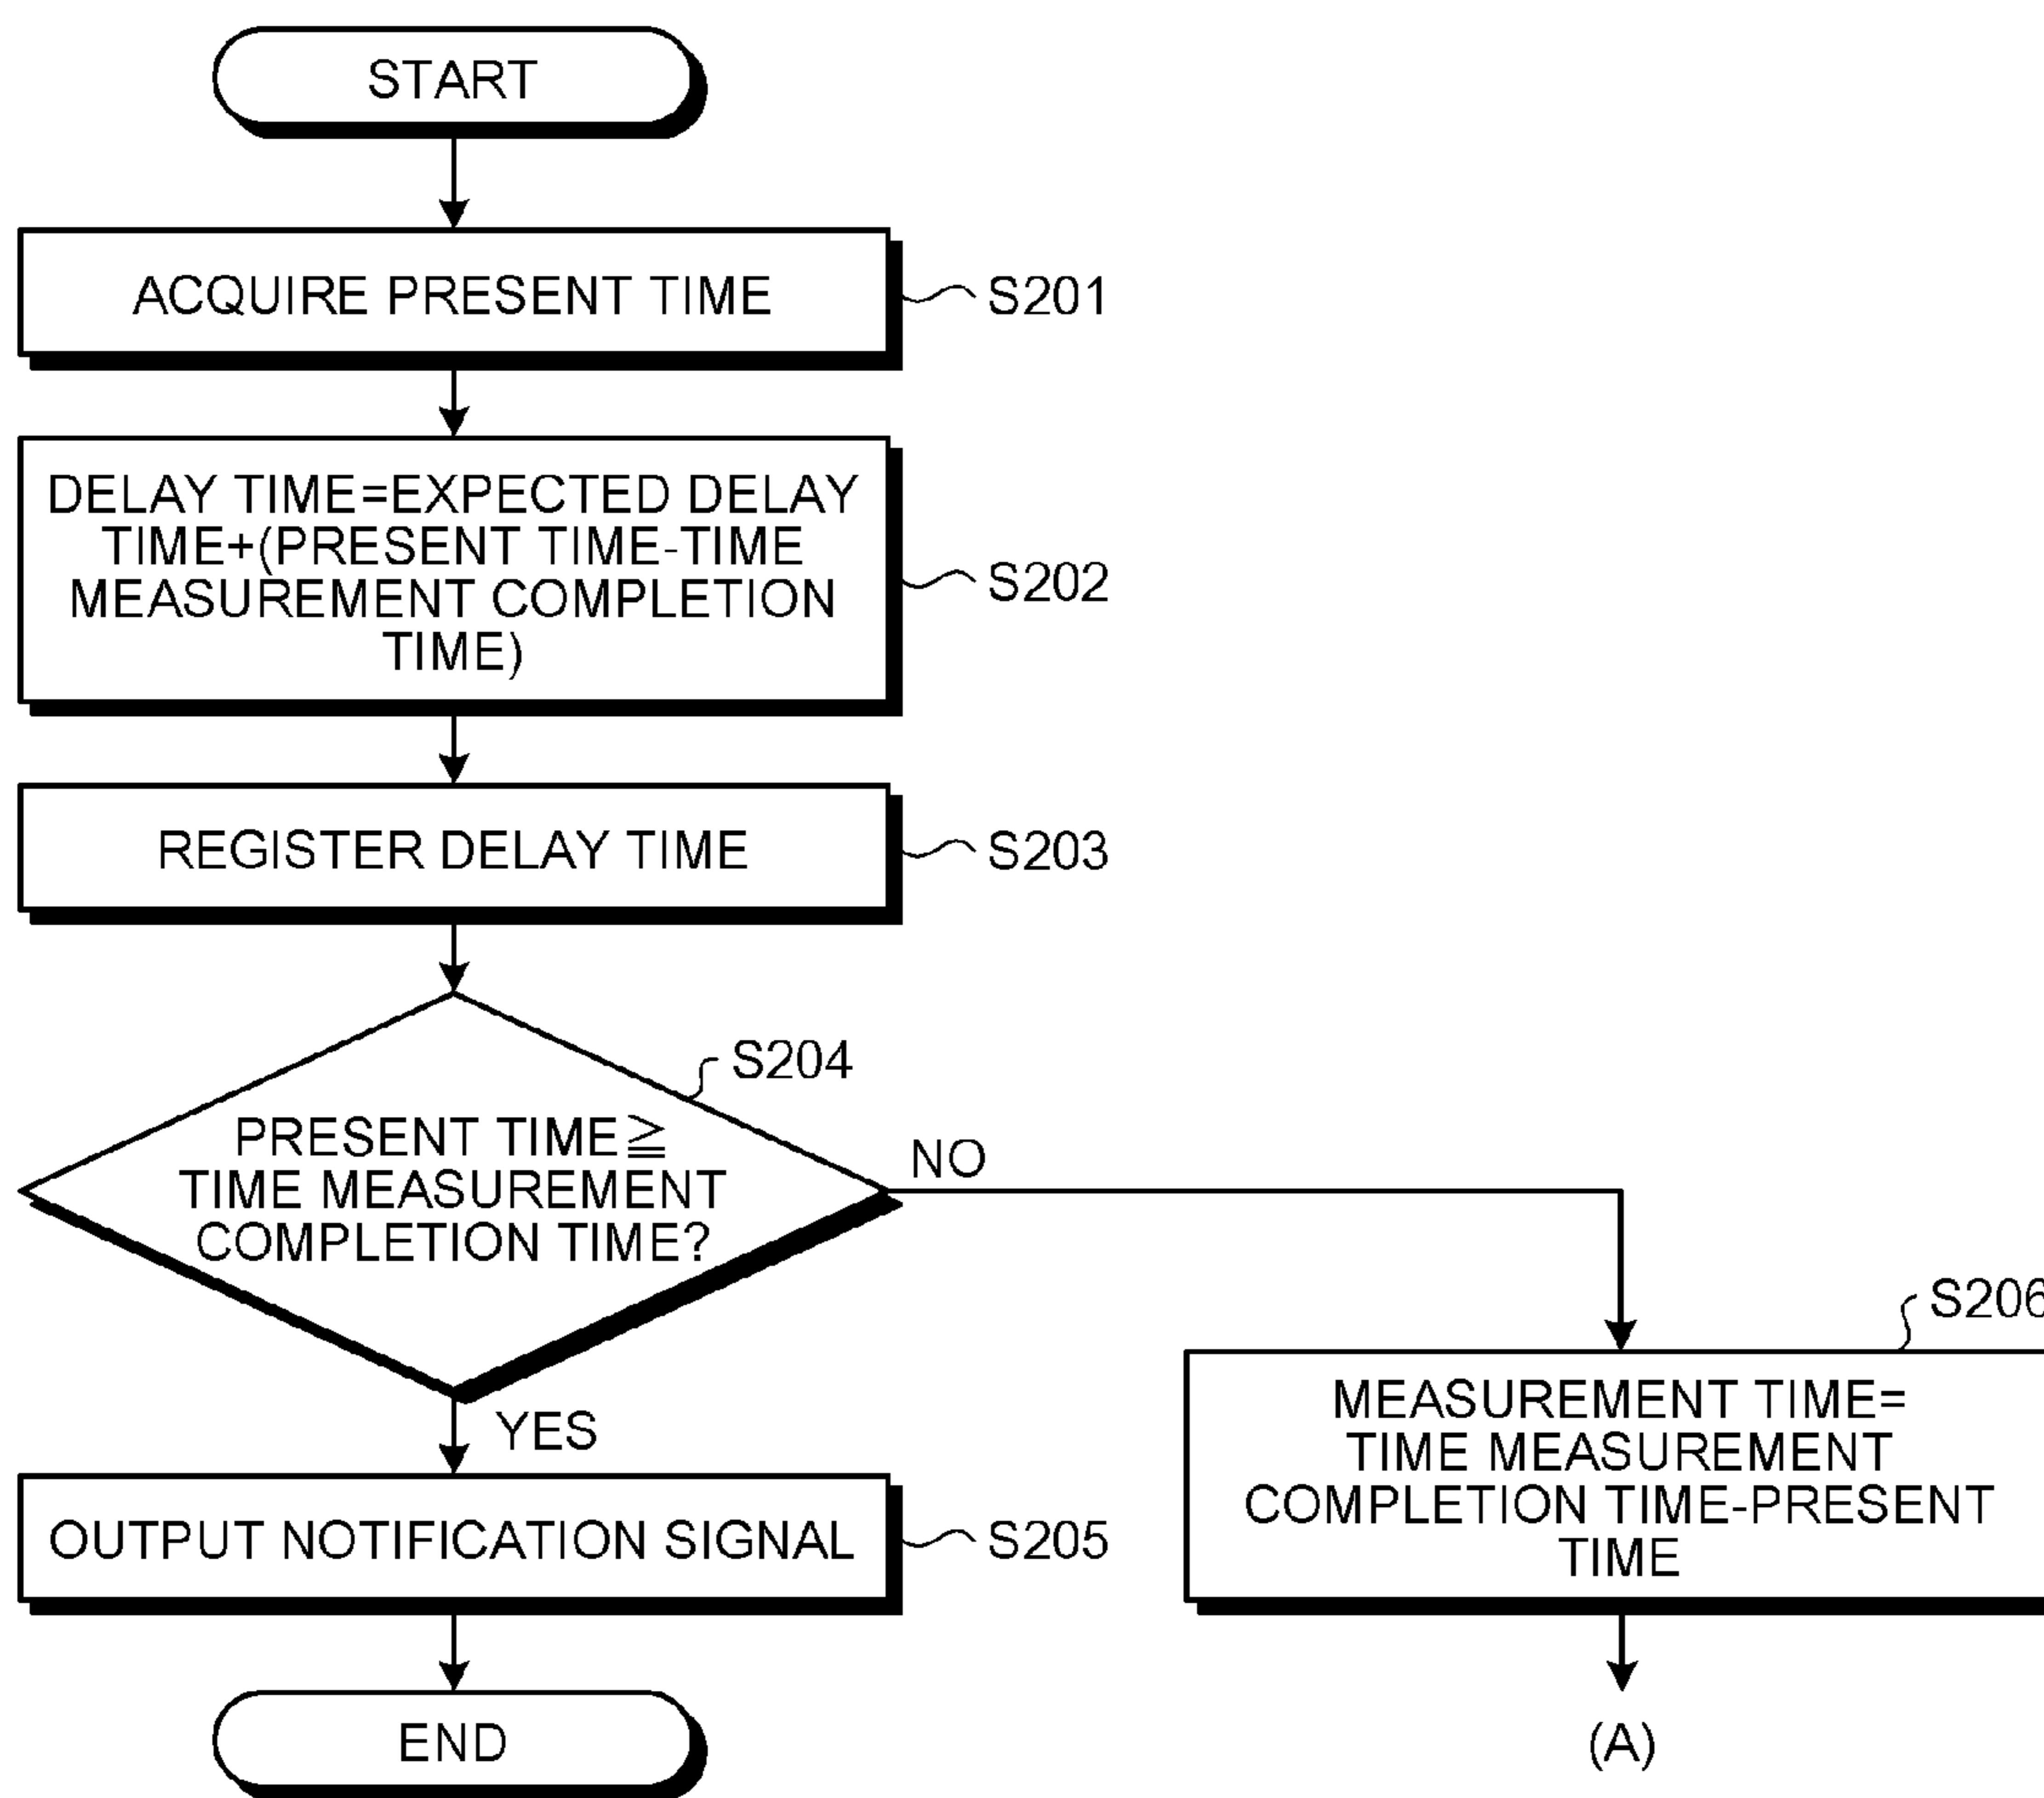 START
ACQUIRE PRESENT TIME
S201
DELAY TIME=EXPECTED DELAY
TIME+(PRESENT TIME-TIME
MEASUREMENT COMPLETION
TIME)
S202
REGISTER DELAY TIME
S203
S204
PRESENT TIME≧
TIME MEASUREMENT
COMPLETION TIME?
NO
YES
S206
MEASUREMENT TIME=
TIME MEASUREMENT
COMPLETION TIME-PRESENT
TIME
OUTPUT NOTIFICATION SIGNAL
S205
END
(A)